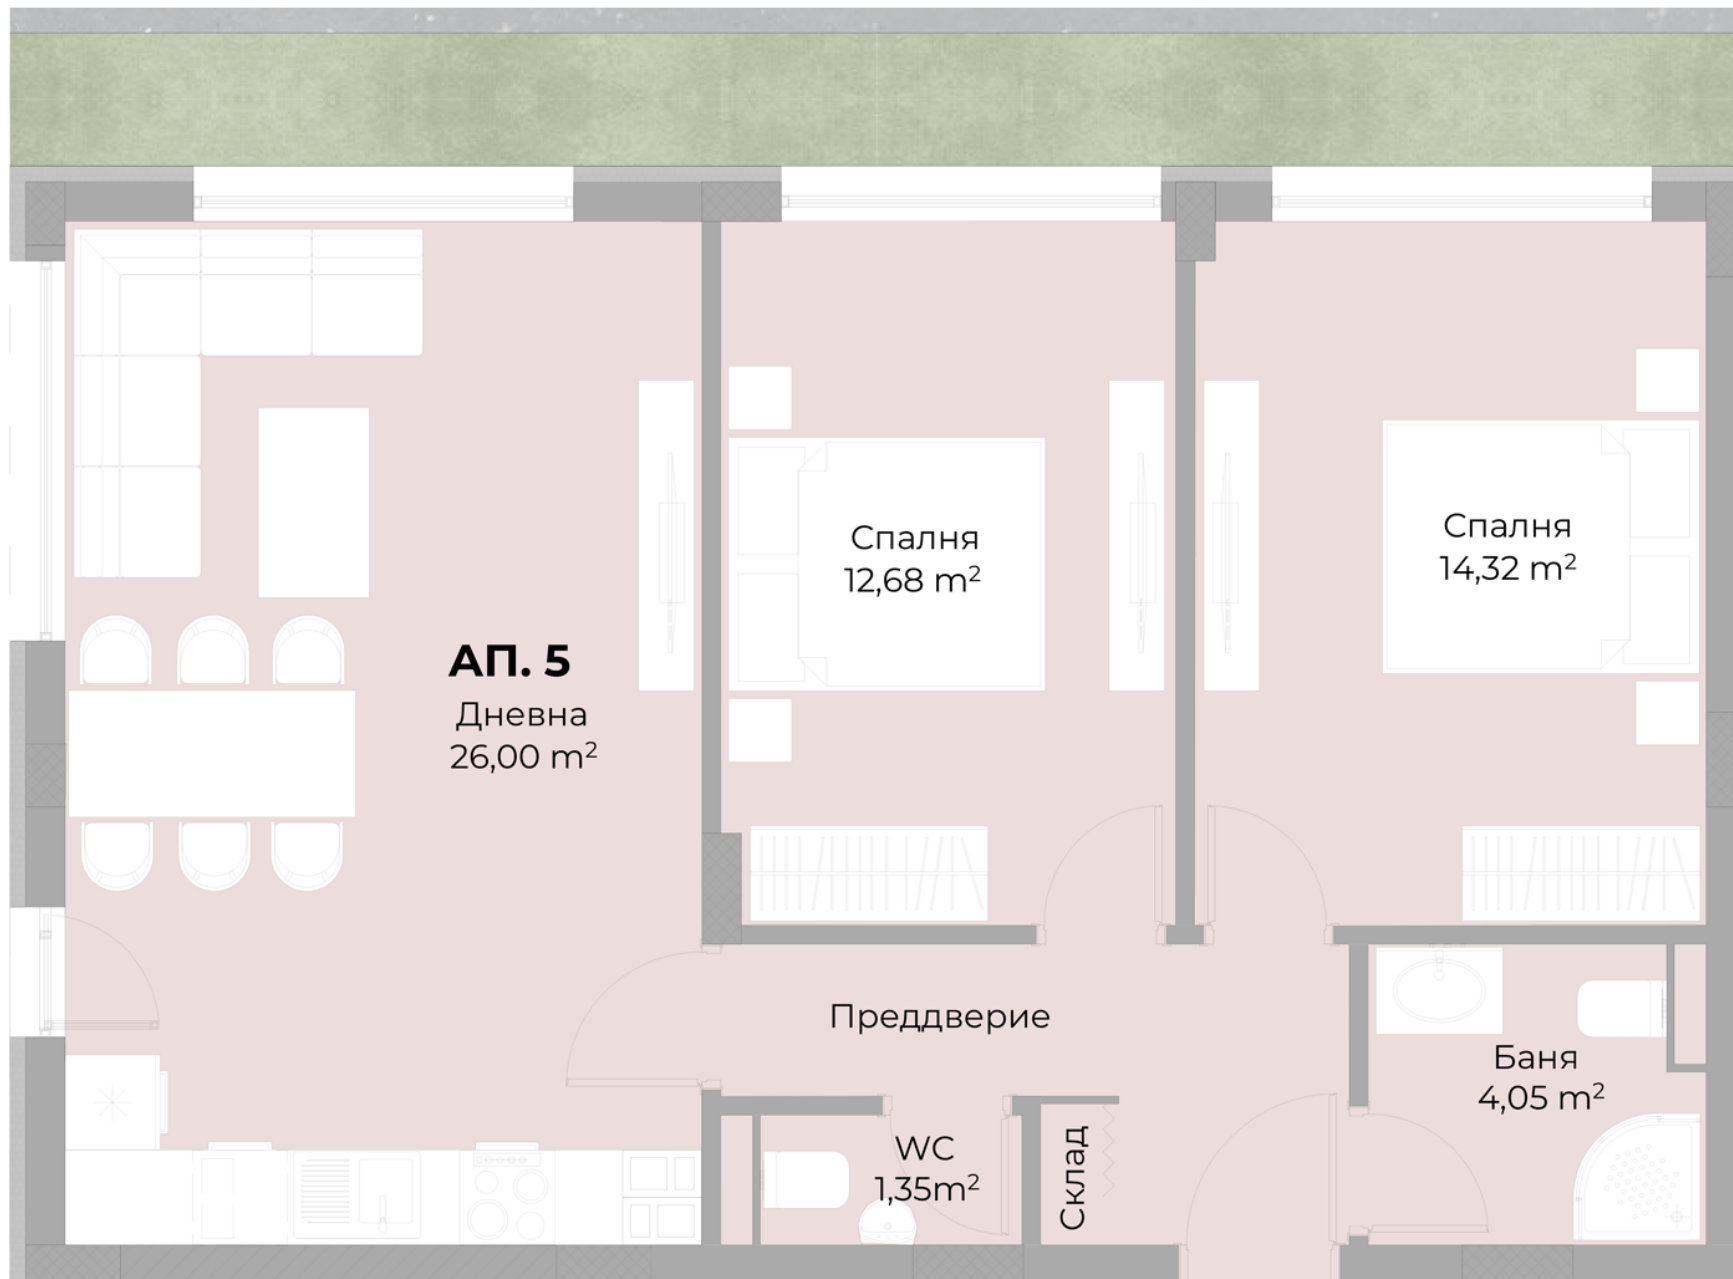 АП. 5
Дневна
26,00 m²
Спалня
12,68 m²
Спалня
14,32 m²
Преддверие
Баня
4,05 m²
WC
1,35m²
Склад